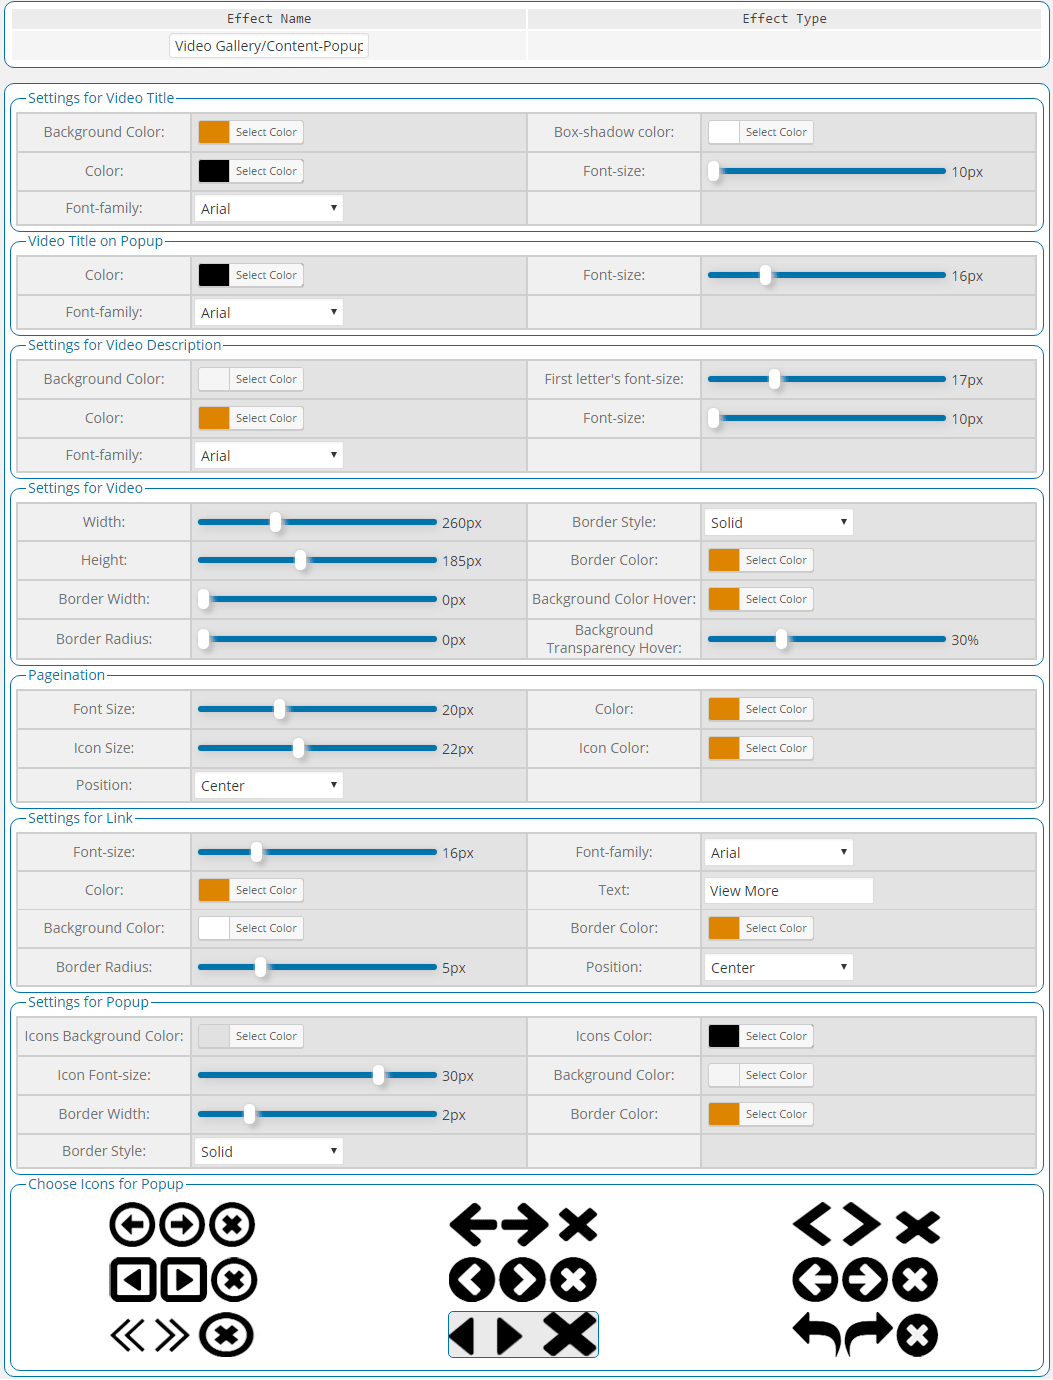 Effect Name Effect Type
Video Gallery/Content-Popup
Settings for Video Title
Background Color: Select Color Box-shadow color: Select Color
Color: Select Color Font-size: 10px
Font-family: Arial
Video Title on Popup
Color: Select Color Font-size: 16px
Font-family: Arial
Settings for Video Description
Background Color: Select Color First letter's font-size: 17px
Color: Select Color Font-size: 10px
Font-family: Arial
Settings for Video
Width: 260px Border Style: Solid
Height: 185px Border Color: Select Color
Border Width: 0px Background Color Hover: Select Color
Border Radius: 0px Background
Transparency Hover: 30%
Pageination
Font Size: 20px Color: Select Color
Icon Size: 22px Icon Color: Select Color
Position: Center
Settings for Link
Font-size: 16px Font-family: Arial
Color: Select Color Text: View More
Background Color: Select Color Border Color: Select Color
Border Radius: 5px Position: Center
Settings for Popup
Icons Background Color: Select Color Icons Color: Select Color
Icon Font-size: 30px Background Color: Select Color
Border Width: 2px Border Color: Select Color
Border Style: Solid
Choose Icons for Popup